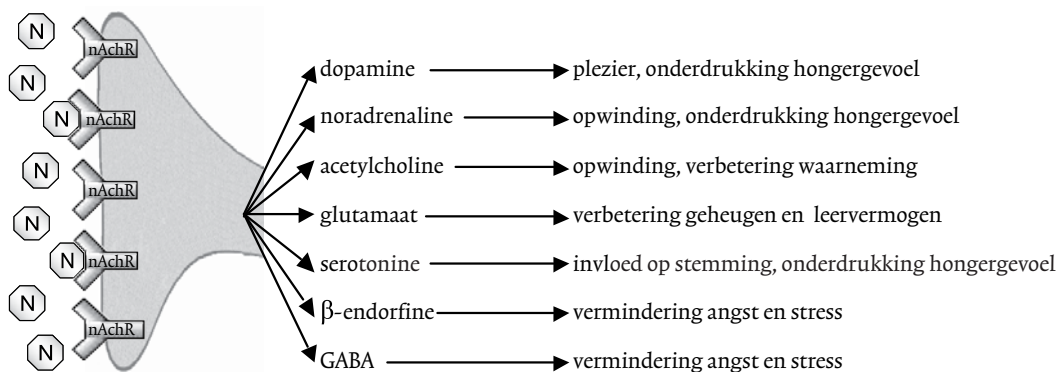 N
nAchR
N
N
nAchR
N
nAchR
N
N
nAchR
N
nAchR
N
dopamine plezier, onderdrukking hongergevoel
noradrenaline opwinding, onderdrukking hongergevoel
acetylcholine opwinding, verbetering waarneming
glutamaat verbetering geheugen en leervermogen
serotonine invloed op stemming, onderdrukking hongergevoel
β-endorfine vermindering angst en stress
GABA vermindering angst en stress